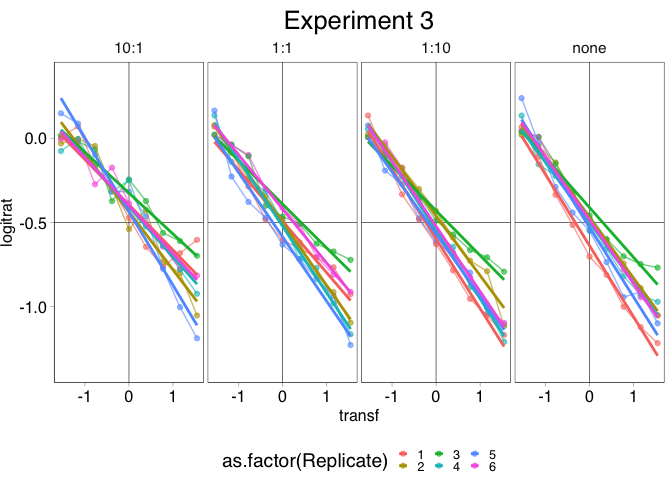 Experiment 3
10:1 1:1 1:10 none
logitrat
0.0
-0.5
-1.0
-1 0 1 -1 0 1 -1 0 1 -1 0 1
transf
as.factor(Replicate) 1 3 5
2 4 6